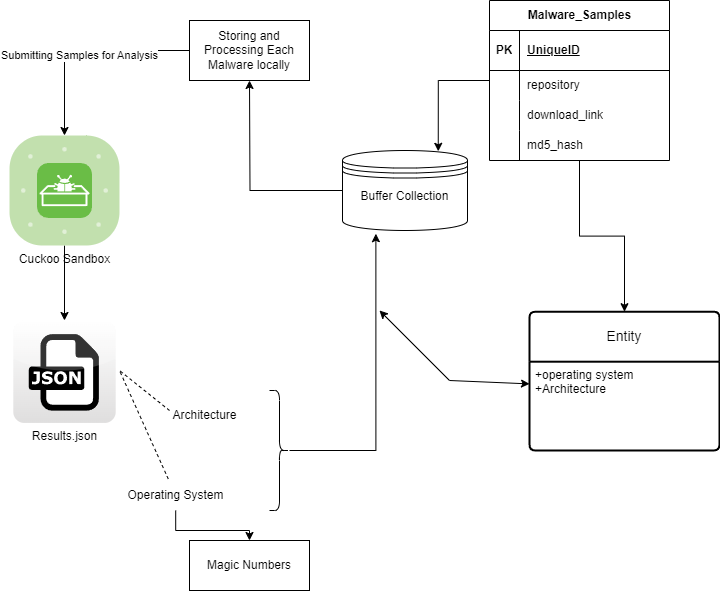 Malware_Samples
PK
UniqueID
repository
download_link
md5_hash
Storing and
Processing Each
Malware locally
Submitting Samples for Analysis
Buffer Collection
Cuckoo Sandbox
Entity
+operating system
+Architecture
JSON
Results.json
Architecture
Operating System
Magic Numbers